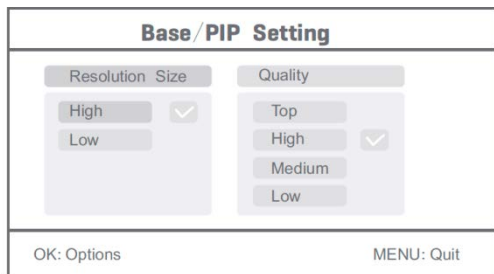 Base/PIP Setting
Resolution Size
High
Low
Quality
Top
High
Medium
Low
OK: Options
MENU: Quit